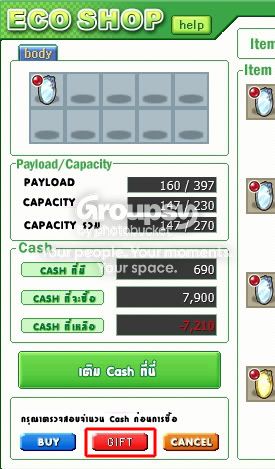 ECO SHOP help
Item
body
Item
Payload/Capacity
PAYLOAD 160 / 397
CAPACITY 147 / 230
CAPACITY รวม 147 / 270
Groupsy
by photobucket
Your people. Your moments.
Your space.
Cash
CASH ที่มี 690
CASH ที่จะซื้อ 7,900
CASH ที่เหลือ -7,210
เติม Cash ที่นี่
กรุณาตรวจสอบจำนวน Cash ก่อนการซื้อ
BUY GIFT CANCEL